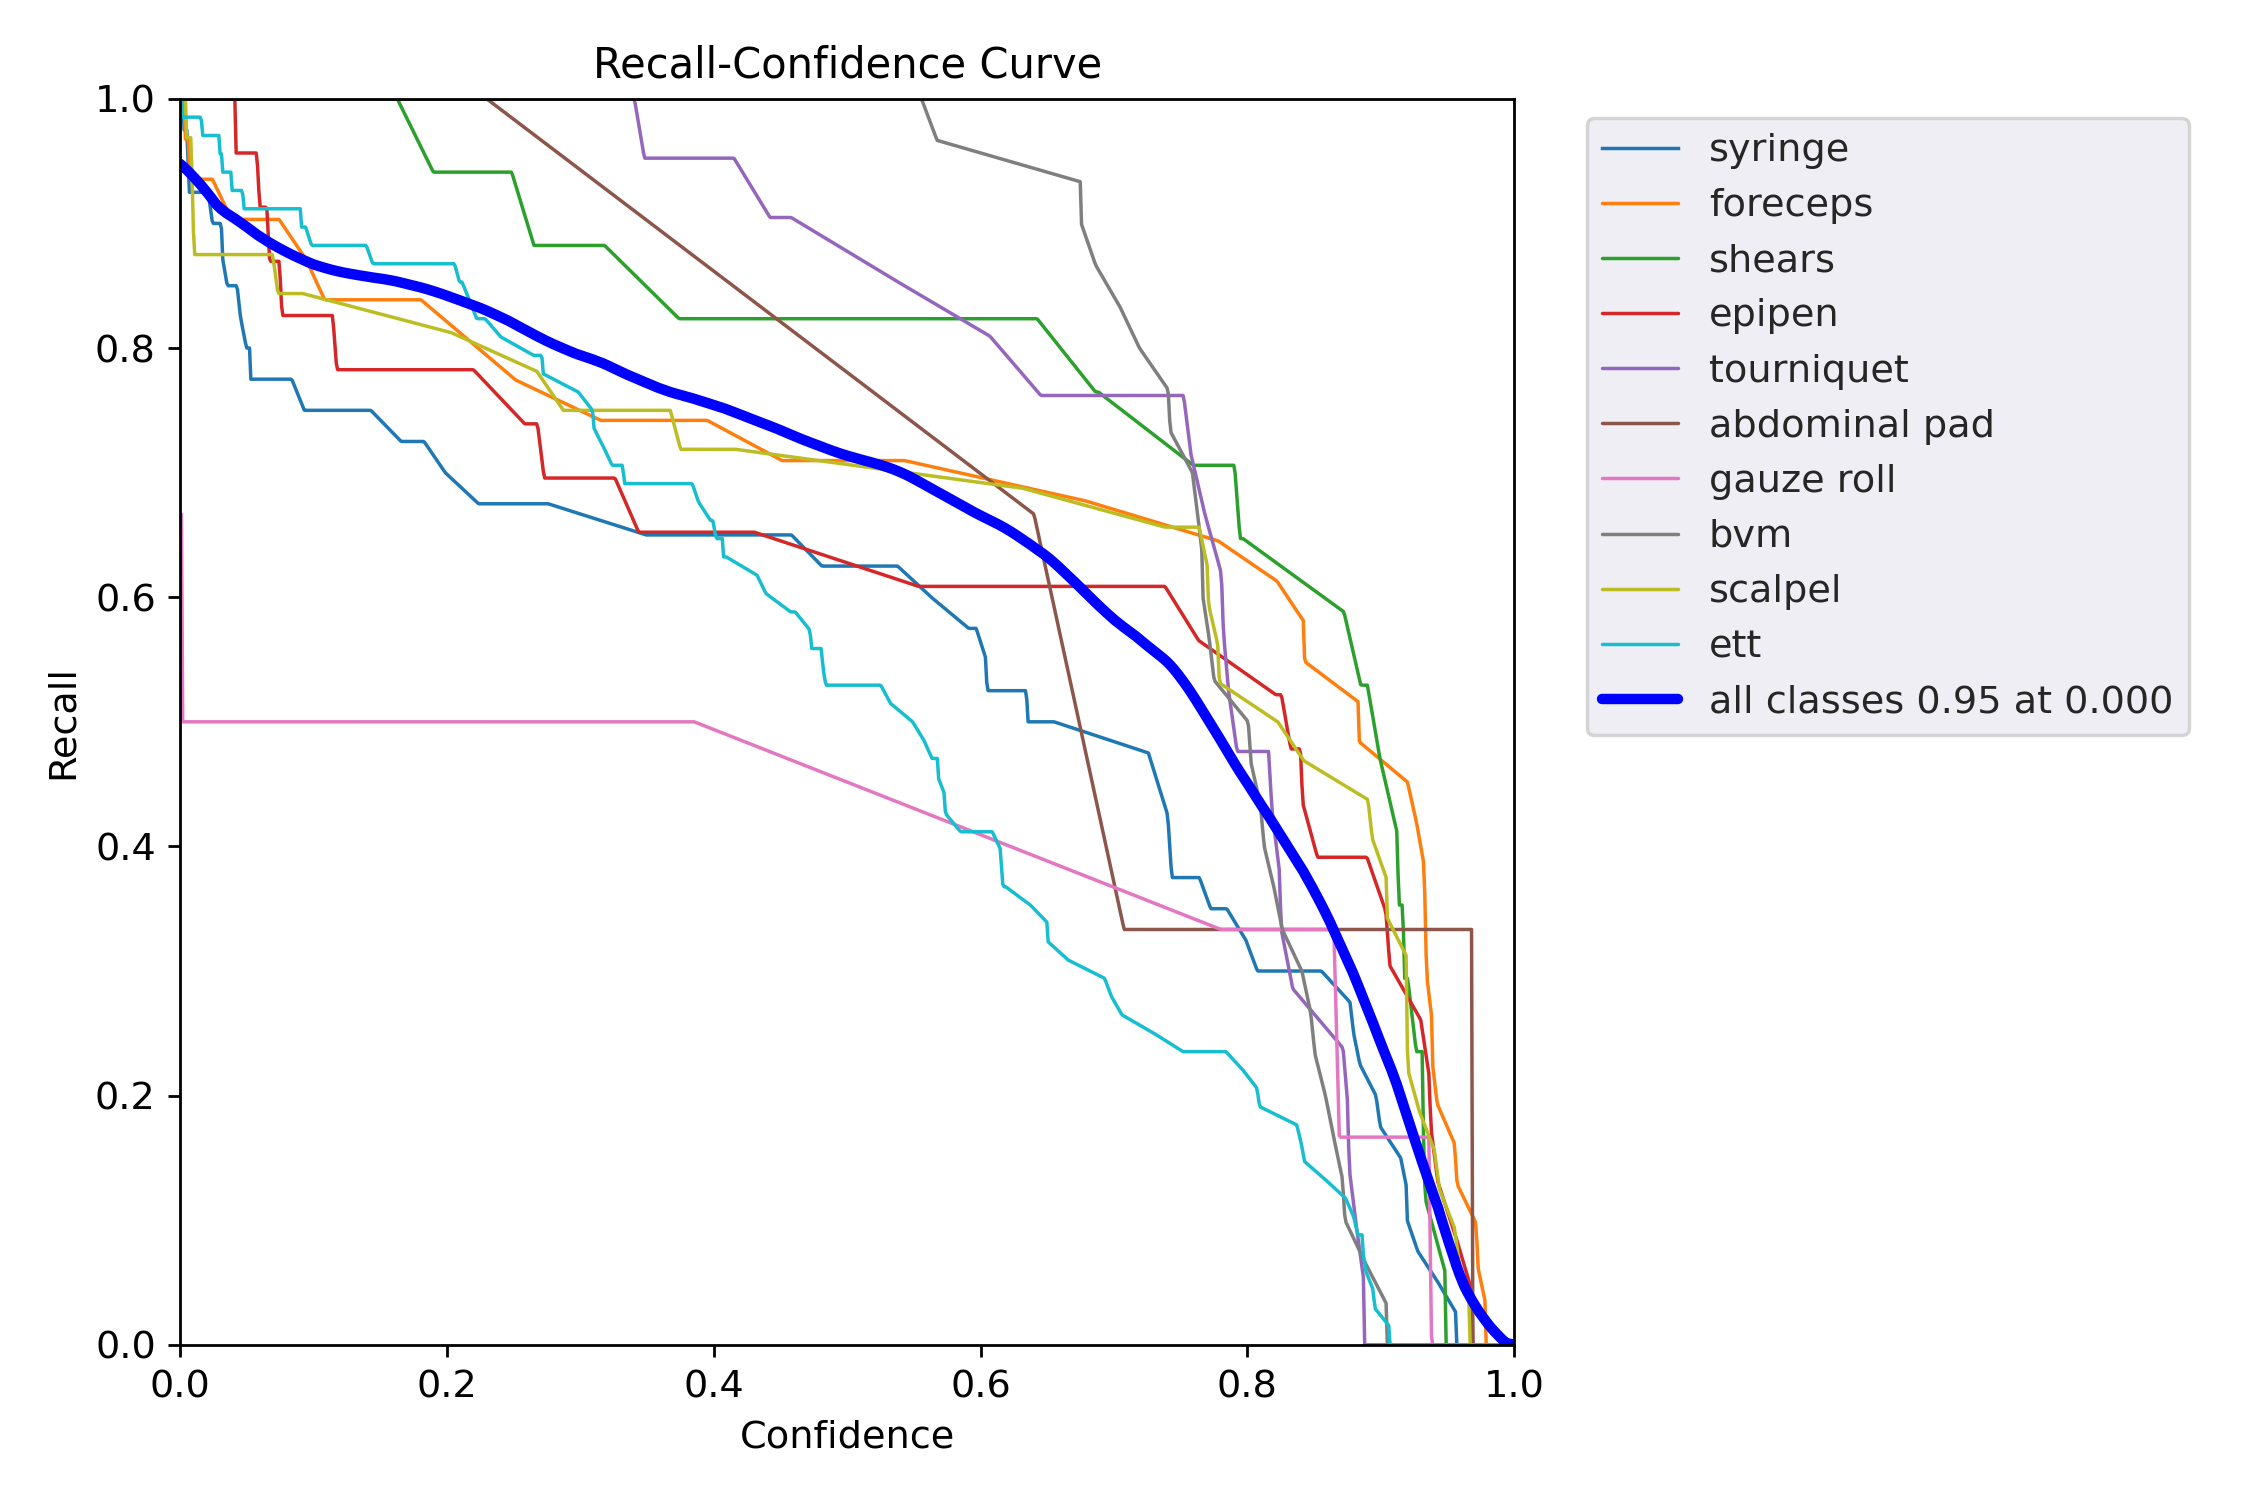 Recall-Confidence Curve
1.0
0.8
0.6
0.4
0.2
0.0
Recall
0.0 0.2 0.4 0.6 0.8 1.0
Confidence
syringe
foreceps
shears
epipen
tourniquet
abdominal pad
gauze roll
bvm
scalpel
ett
all classes 0.95 at 0.000